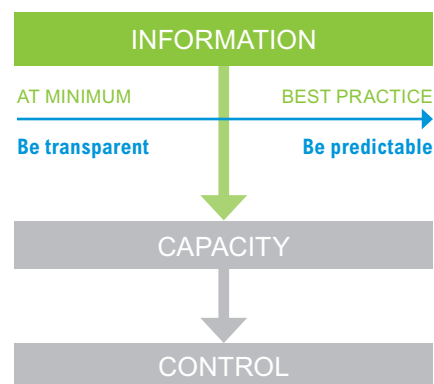 INFORMATION
AT MINIMUM BEST PRACTICE
Be transparent Be predictable
CAPACITY
CONTROL